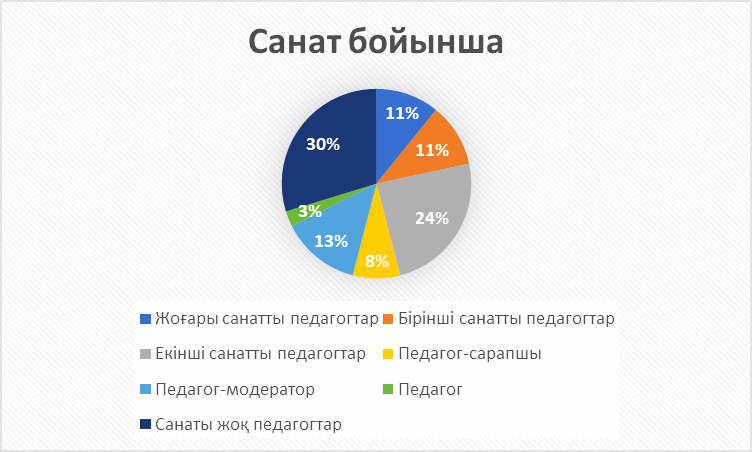 Санат бойынша
11%
11%
24%
8%
13%
3%
30%
Жоғары санатты педагогтар
Бірінші санатты педагогтар
Екінші санатты педагогтар
Педагог-сарапшы
Педагог-модератор
Педагог
Санаты жоқ педагогтар